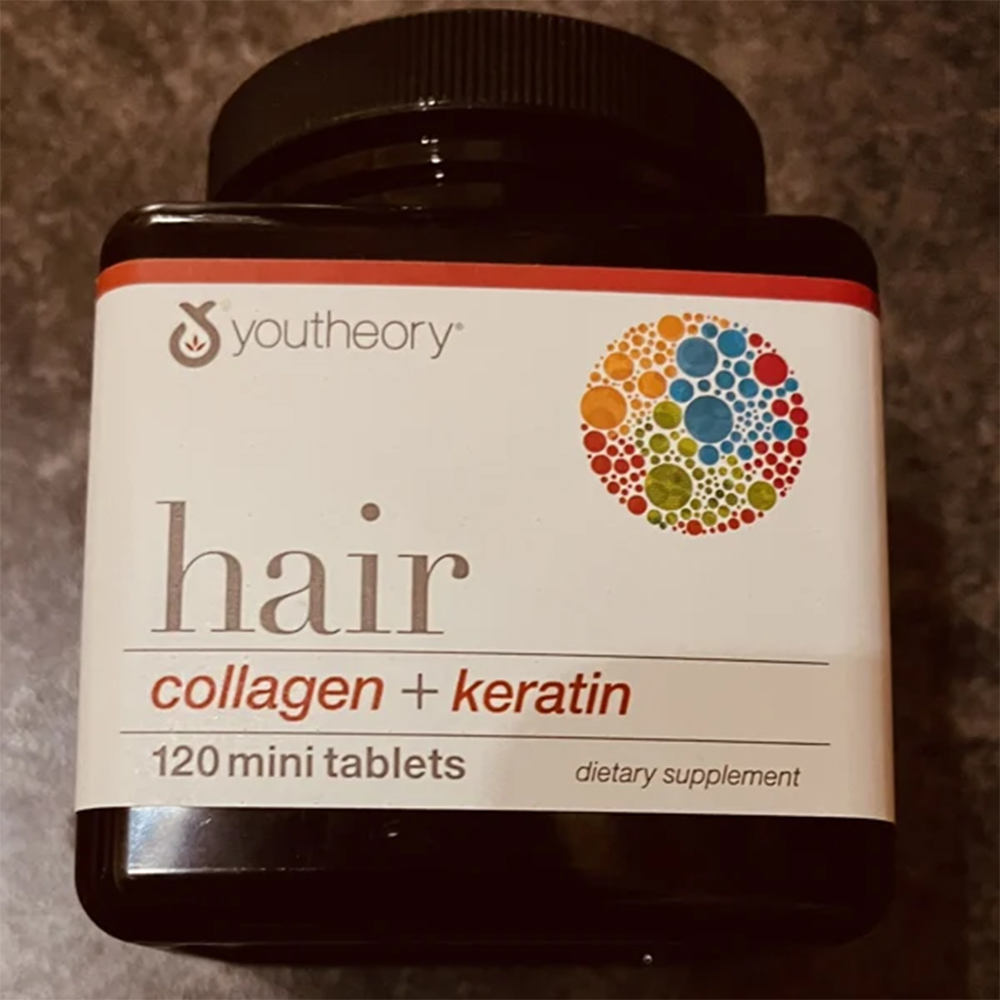 youtheory®
hair
collagen + keratin
120 mini tablets
dietary supplement